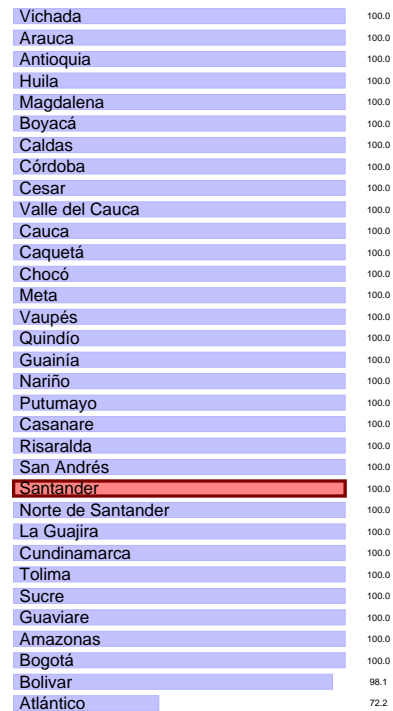 Vichada 100.0
Arauca 100.0
Antioquia 100.0
Huila 100.0
Magdalena 100.0
Boyacá 100.0
Caldas 100.0
Córdoba 100.0
Cesar 100.0
Valle del Cauca 100.0
Cauca 100.0
Caquetá 100.0
Chocó 100.0
Meta 100.0
Vaupés 100.0
Quindío 100.0
Guainía 100.0
Nariño 100.0
Putumayo 100.0
Casanare 100.0
Risaralda 100.0
San Andrés 100.0
Santander 100.0
Norte de Santander 100.0
La Guajira 100.0
Cundinamarca 100.0
Tolima 100.0
Sucre 100.0
Guaviare 100.0
Amazonas 100.0
Bogotá 100.0
Bolivar 98.1
Atlántico 72.2